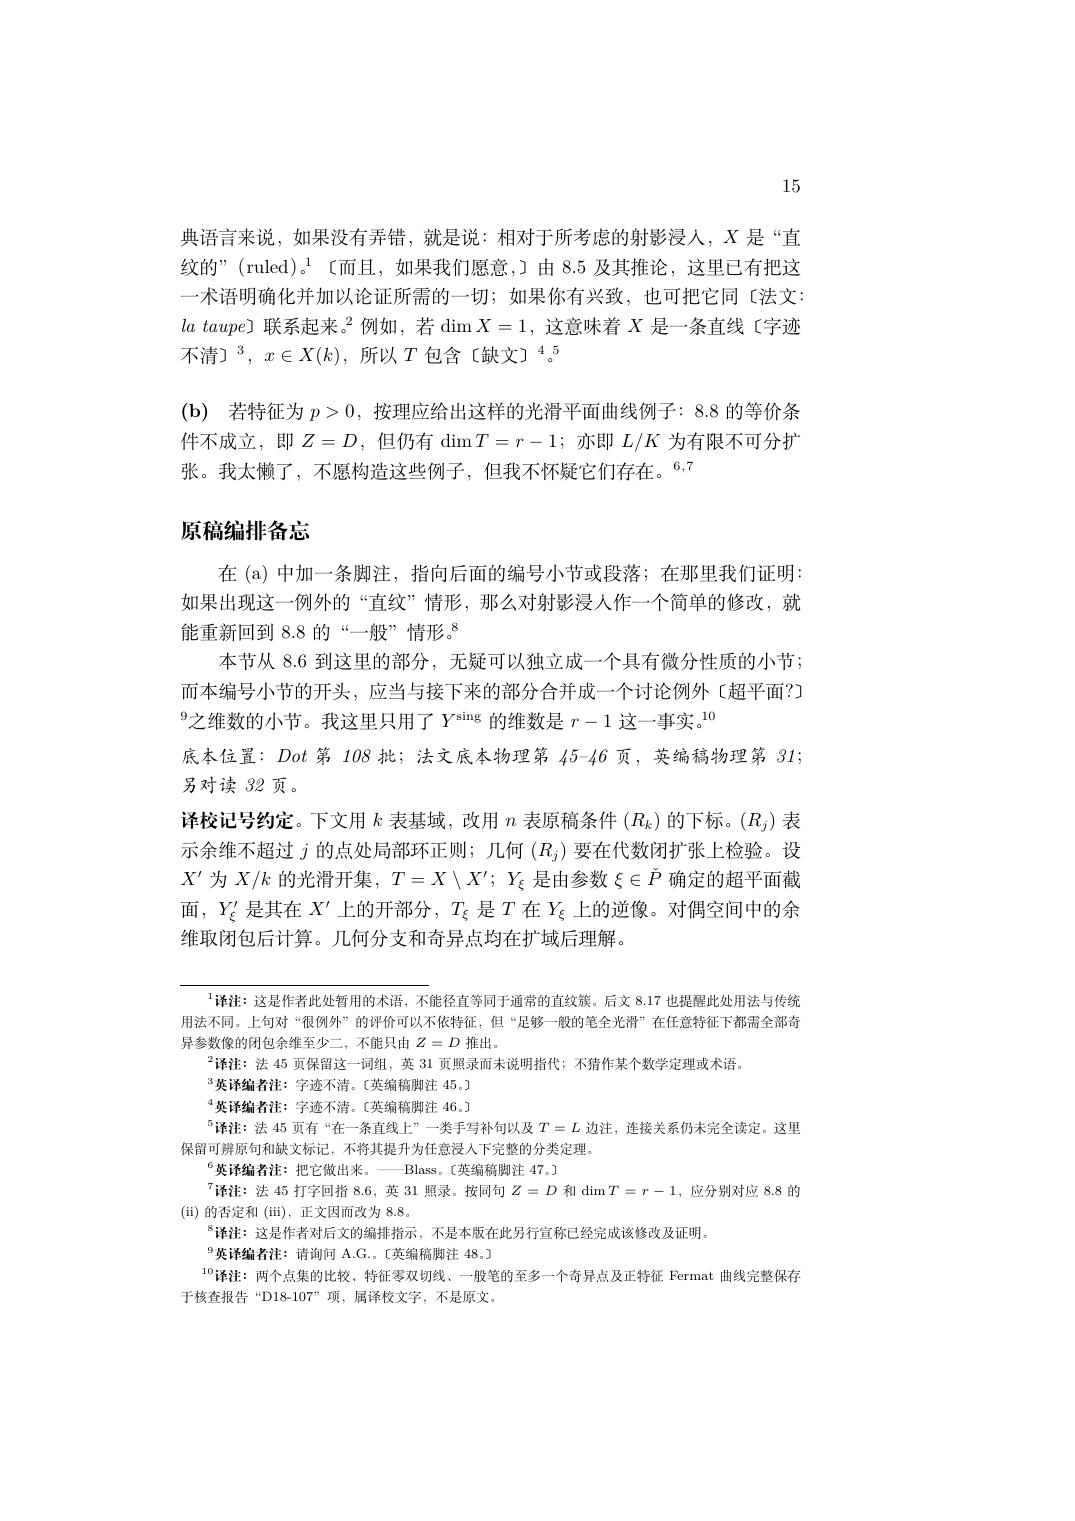 15
典语言来说，如果没有弄错，就是说：相对于所考虑的射影浸入，X 是“直
纹的”（ruled）。¹ 〔而且，如果我们愿意，〕由 8.5 及其推论，这里已有把这
一术语明确化并加以论证所需的一切；如果你有兴致，也可把它同〔法文：
la taupe〕联系起来。² 例如，若 dim X = 1，这意味着 X 是一条直线〔字迹
不清〕³，x ∈ X(k)，所以 T 包含〔缺文〕⁴。⁵
(b) 若特征为 p > 0，按理应给出这样的光滑平面曲线例子：8.8 的等价条
件不成立，即 Z = D，但仍有 dim T = r − 1；亦即 L/K 为有限不可分扩
张。我太懒了，不愿构造这些例子，但我不怀疑它们存在。⁶,⁷
原稿编排备忘
在 (a) 中加一条脚注，指向后面的编号小节或段落；在那里我们证明：
如果出现这一例外的“直纹”情形，那么对射影浸入作一个简单的修改，就
能重新回到 8.8 的“一般”情形。⁸
本节从 8.6 到这里的部分，无疑可以独立成一个具有微分性质的小节；
而本编号小节的开头，应当与接下来的部分合并成一个讨论例外〔超平面?〕
⁹之维数的小节。我这里只用了 Y^sing 的维数是 r − 1 这一事实。¹⁰
底本位置：Dot 第 108 批；法文底本物理第 45–46 页，英编稿物理第 31；
另对读 32 页。
译校记号约定。下文用 k 表基域，改用 n 表原稿条件 (R_k) 的下标。(R_j) 表
示余维不超过 j 的点处局部环正则；几何 (R_j) 要在代数闭扩张上检验。设
X′ 为 X/k 的光滑开集，T = X \ X′；Y_ξ 是由参数 ξ ∈ P̌ 确定的超平面截
面，Y′_ξ 是其在 X′ 上的开部分，T_ξ 是 T 在 Y_ξ 上的逆像。对偶空间中的余
维取闭包后计算。几何分支和奇异点均在扩域后理解。
¹译注：这是作者此处暂用的术语，不能径直等同于通常的直纹簇。后文 8.17 也提醒此处用法与传统
用法不同。上句对“很例外”的评价可以不依特征，但“足够一般的笔全光滑”在任意特征下都需全部奇
异参数像的闭包余维至少二，不能只由 Z = D 推出。
²译注：法 45 页保留这一词组，英 31 页照录而未说明指代；不猜作某个数学定理或术语。
³英译编者注：字迹不清。〔英编稿脚注 45。〕
⁴英译编者注：字迹不清。〔英编稿脚注 46。〕
⁵译注：法 45 页有“在一条直线上”一类手写补句以及 T = L 边注，连接关系仍未完全读定。这里
保留可辨原句和缺文标记，不将其提升为任意浸入下完整的分类定理。
⁶英译编者注：把它做出来。——Blass。〔英编稿脚注 47。〕
⁷译注：法 45 打字回指 8.6，英 31 照录。按同句 Z = D 和 dim T = r − 1，应分别对应 8.8 的
(ii) 的否定和 (iii)，正文因而改为 8.8。
⁸译注：这是作者对后文的编排指示，不是本版在此另行宣称已经完成该修改及证明。
⁹英译编者注：请询问 A.G.。〔英编稿脚注 48。〕
¹⁰译注：两个点集的比较、特征零双切线、一般笔的至多一个奇异点及正特征 Fermat 曲线完整保存
于核查报告“D18-107”项，属译校文字，不是原文。